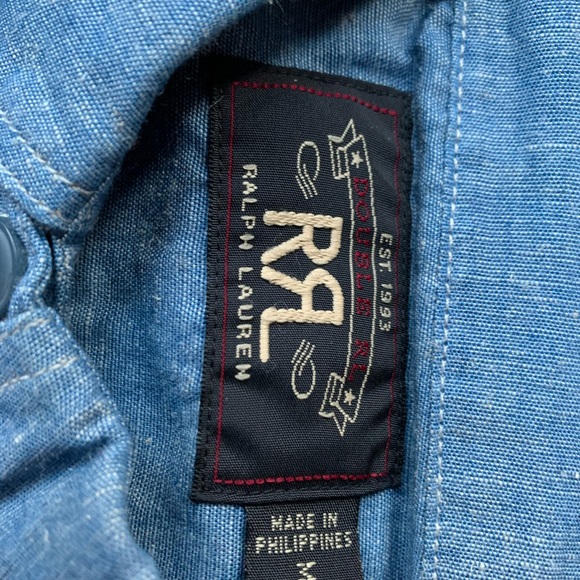 EST. 1993
DOUBLE RL
RRL
RALPH LAUREN
MADE IN
PHILIPPINES
M